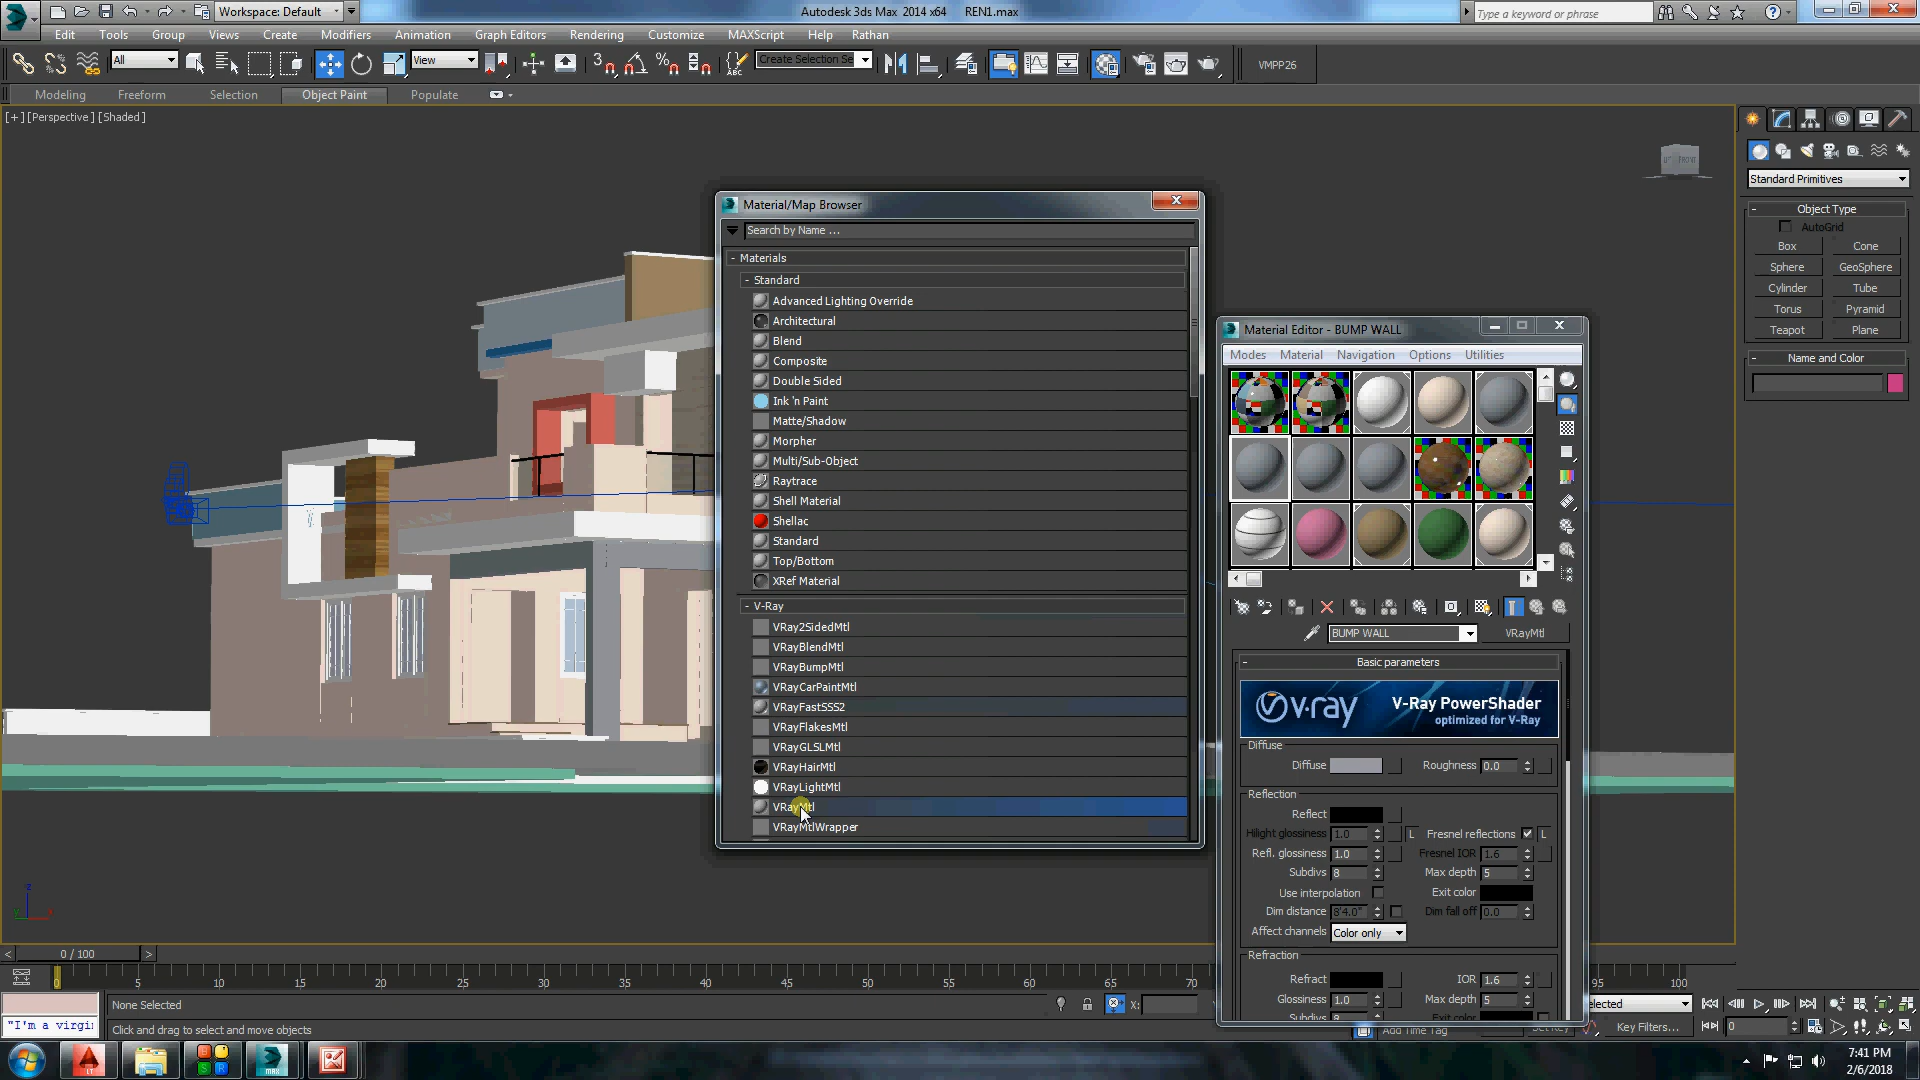 Workspace: Default
Autodesk 3ds Max 2014 x64 REN1.max
Type a keyword or phrase
Edit Tools Group Views Create Modifiers Animation Graph Editors Rendering Customize MAXScript Help Rathan
All
View
Create Selection Se
VMPP26
Modeling Freeform Selection Object Paint Populate
[+] [Perspective] [Shaded]
FRONT
Material/Map Browser
Search by Name ...
- Materials
- Standard
Advanced Lighting Override
Architectural
Blend
Composite
Double Sided
Ink 'n Paint
Matte/Shadow
Morpher
Multi/Sub-Object
Raytrace
Shell Material
Shellac
Standard
Top/Bottom
XRef Material
- V-Ray
VRay2SidedMtl
VRayBlendMtl
VRayBumpMtl
VRayCarPaintMtl
VRayFastSSS2
VRayFlakesMtl
VRayGLSLMtl
VRayHairMtl
VRayLightMtl
VRayMtl
VRayMtlWrapper
Material Editor - BUMP WALL
Modes Material Navigation Options Utilities
BUMP WALL
VRayMtl
- Basic parameters
v·ray
V-Ray PowerShader
optimized for V-Ray
Diffuse
Diffuse Roughness 0.0
Reflection
Reflect
Hilight glossiness 1.0 L Fresnel reflections L
Refl. glossiness 1.0 Fresnel IOR 1.6
Subdivs 8 Max depth 5
Use interpolation Exit color
Dim distance 8'4.0" Dim fall off 0.0
Affect channels Color only
Refraction
Refract IOR 1.6
Glossiness 1.0 Max depth 5
Subdivs 8 Exit color
Standard Primitives
- Object Type
AutoGrid
Box Cone
Sphere GeoSphere
Cylinder Tube
Torus Pyramid
Teapot Plane
- Name and Color
z
< 0 / 100 >
0 5 10 15 20 25 30 35 40 45 50 55 60 65 70 95 100
None Selected
X:
elected
"I'm a virgi
Click and drag to select and move objects
Add Time Tag
Set Key
Key Filters...
0
LT
MAX
7:41 PM
2/6/2018